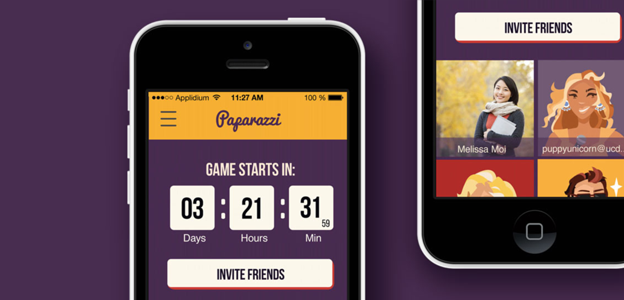 Applidium 11:27 AM 100 %
Paparazzi
GAME STARTS IN:
03 : 21 : 31 59
Days Hours Min
INVITE FRIENDS
INVITE FRIENDS
Melissa Moi puppyunicorn@ucd...